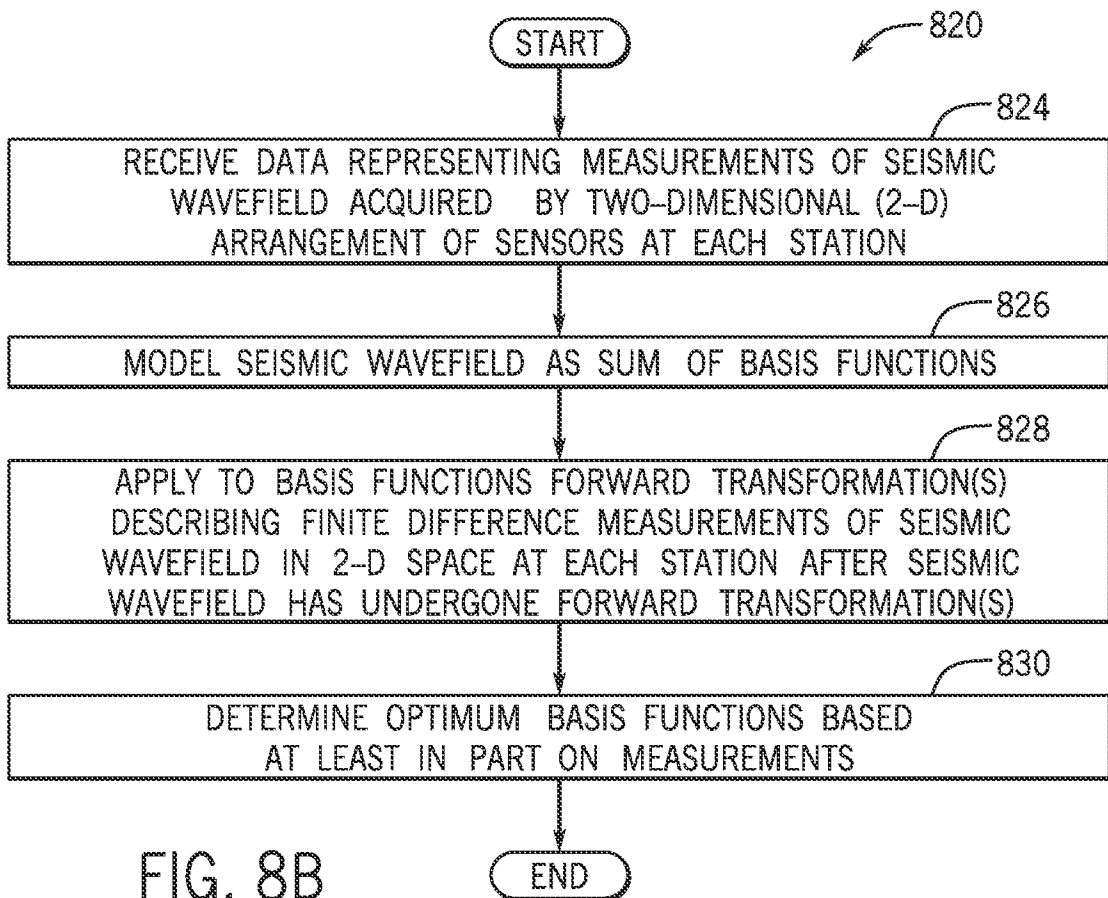 START
820
824
RECEIVE DATA REPRESENTING MEASUREMENTS OF SEISMIC
WAVEFIELD ACQUIRED BY TWO-DIMENSIONAL (2-D)
ARRANGEMENT OF SENSORS AT EACH STATION
826
MODEL SEISMIC WAVEFIELD AS SUM OF BASIS FUNCTIONS
828
APPLY TO BASIS FUNCTIONS FORWARD TRANSFORMATION(S)
DESCRIBING FINITE DIFFERENCE MEASUREMENTS OF SEISMIC
WAVEFIELD IN 2-D SPACE AT EACH STATION AFTER SEISMIC
WAVEFIELD HAS UNDERGONE FORWARD TRANSFORMATION(S)
830
DETERMINE OPTIMUM BASIS FUNCTIONS BASED
AT LEAST IN PART ON MEASUREMENTS
END
FIG. 8B